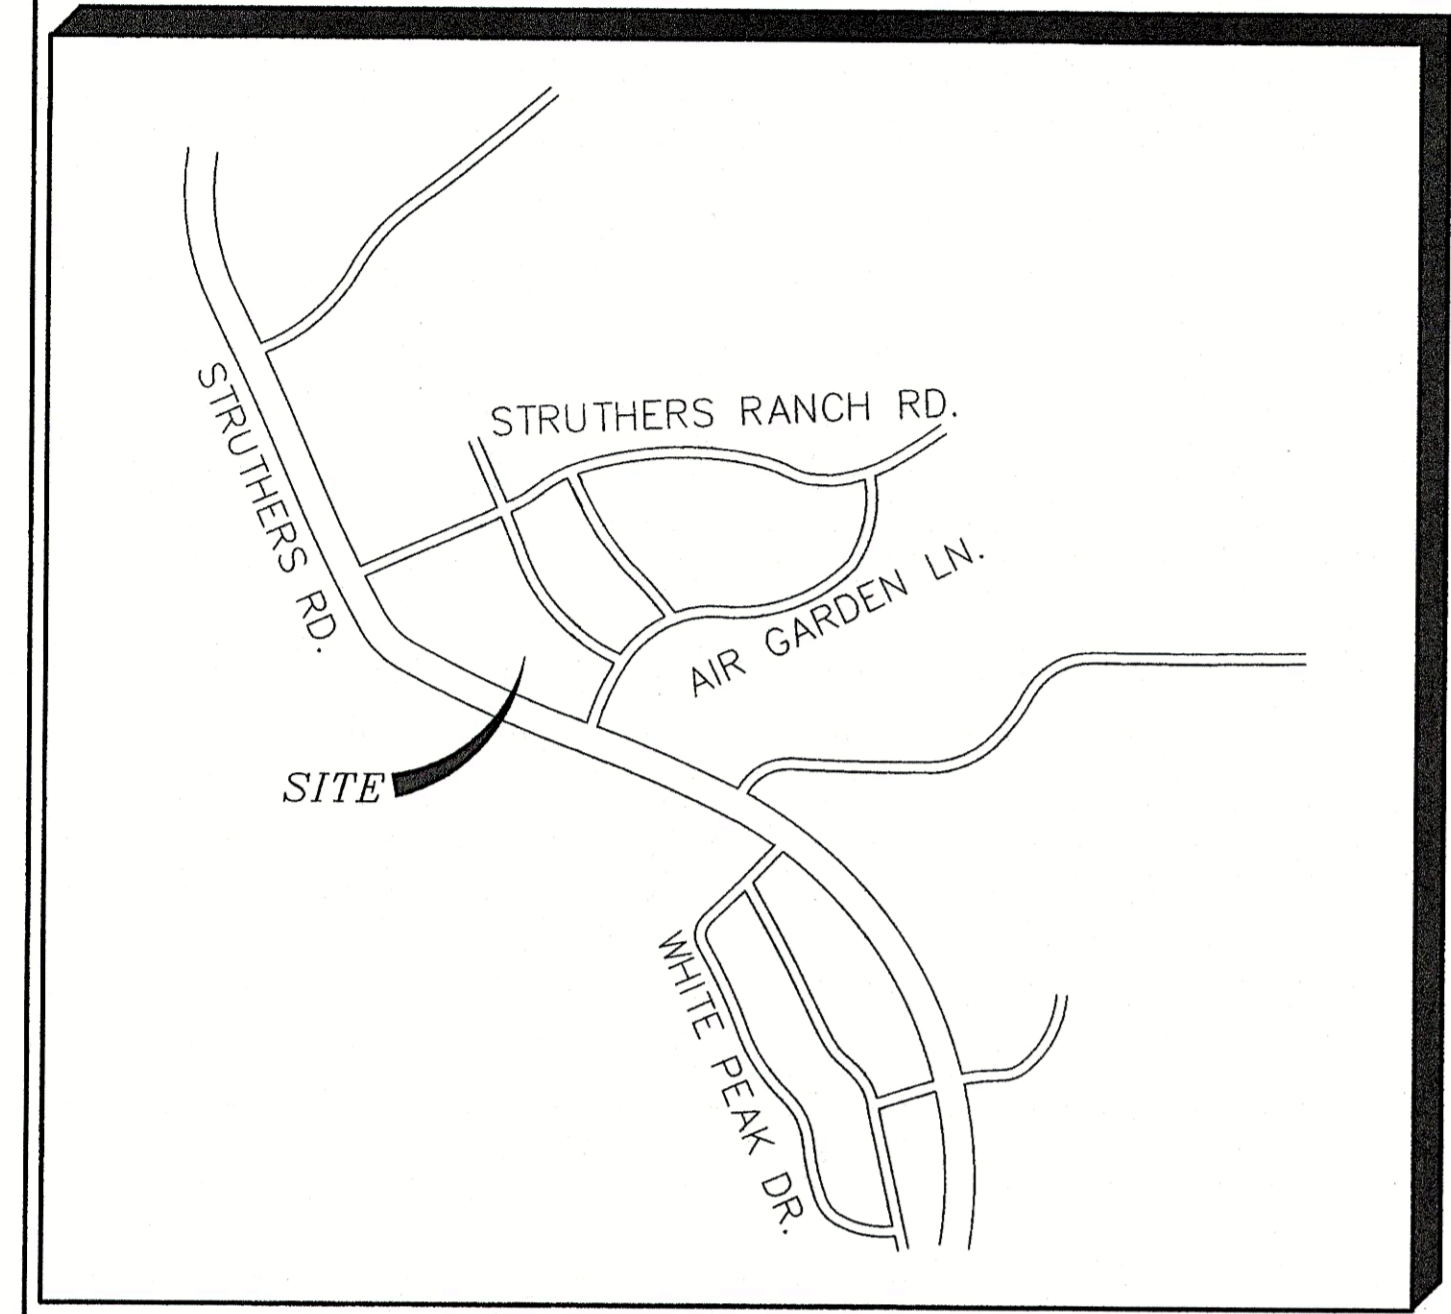 STRUTHERS RD.
STRUTHERS RANCH RD.
AIR GARDEN LN.
SITE
WHITE PEAK DR.